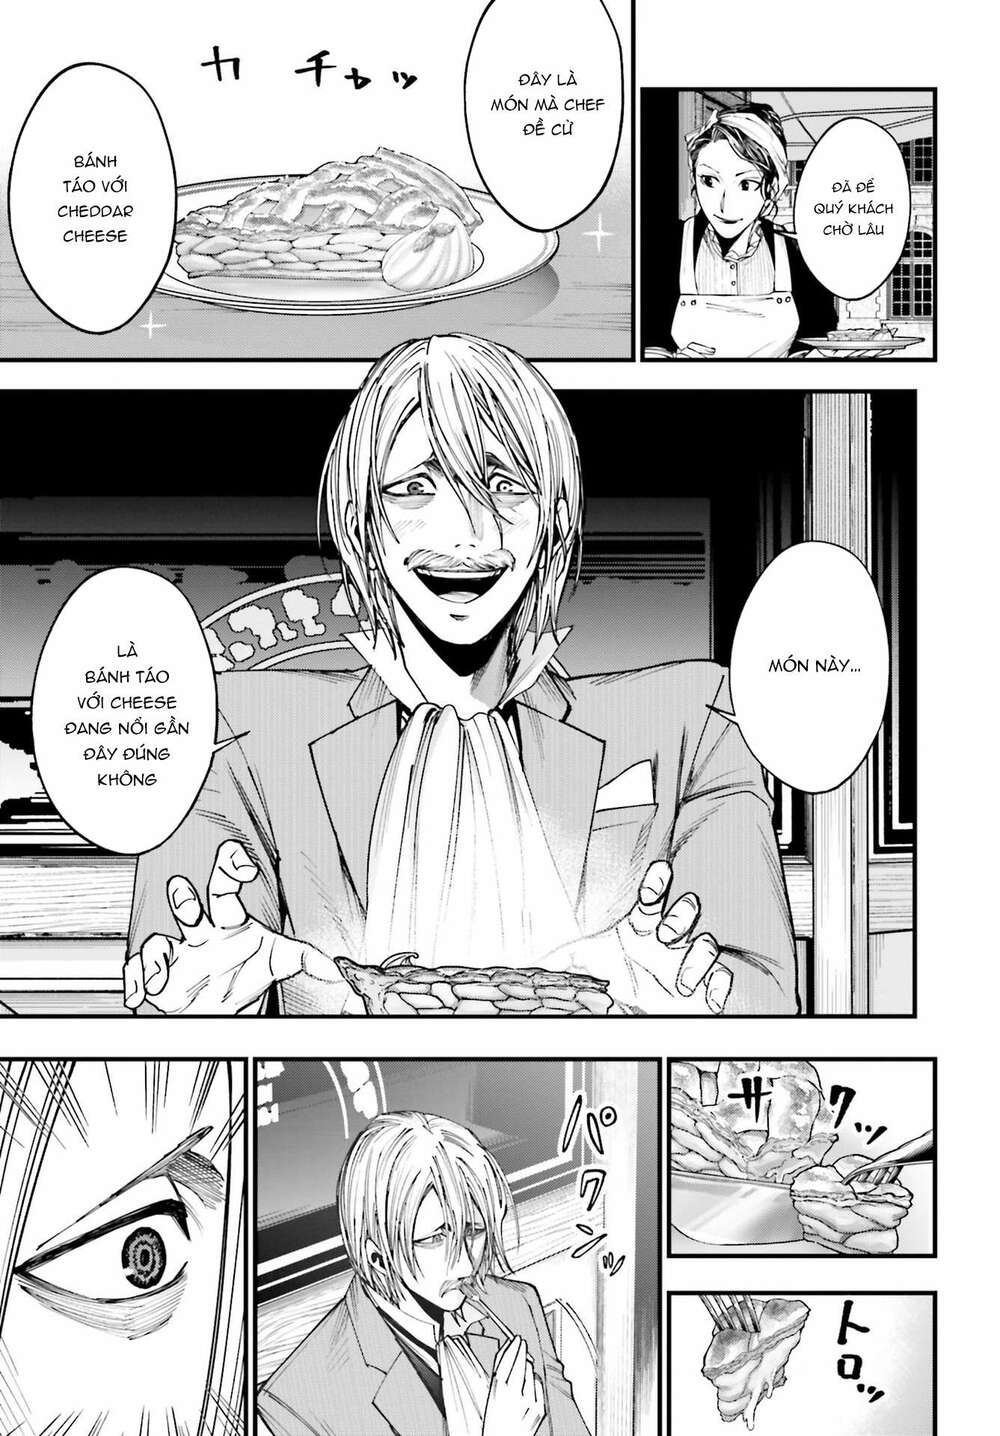 ĐÃ ĐỂ
QUÝ KHÁCH
CHỜ LÂU
ĐÂY LÀ
MÓN MÀ CHEF
ĐỀ CỬ
カチャッ
BÁNH
TÁO VỚI
CHEDDAR
CHEESE
MÓN NÀY...
LÀ
BÁNH TÁO
VỚI CHEESE
ĐANG NỔI GẦN
ĐÂY ĐÚNG
KHÔNG
サクッ
トロッ
パクッ